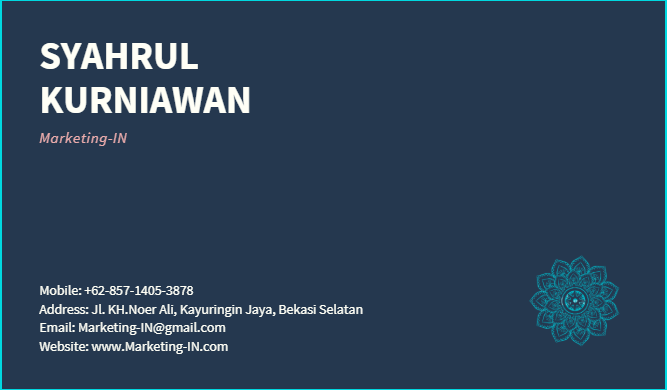 SYAHRUL
KURNIAWAN
Marketing-IN
Mobile: +62-857-1405-3878
Address: Jl. KH.Noer Ali, Kayuringin Jaya, Bekasi Selatan
Email: Marketing-IN@gmail.com
Website: www.Marketing-IN.com